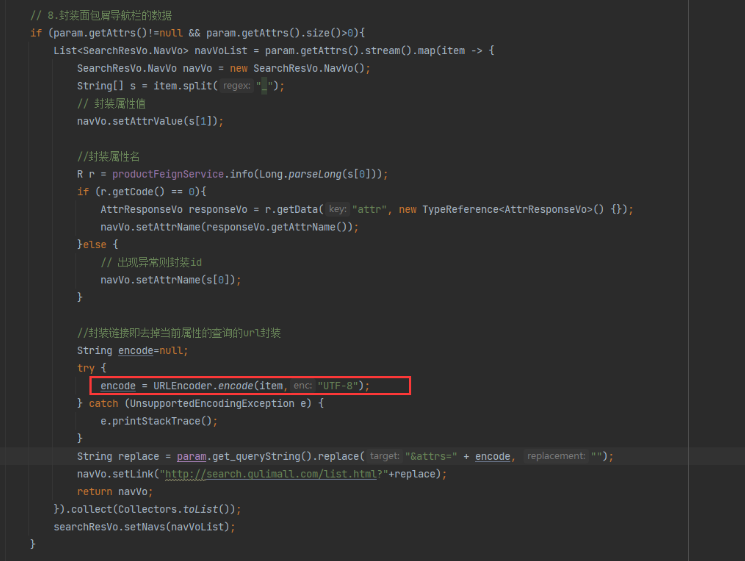 // 8.封装面包屑导航栏的数据
if (param.getAttrs()!=null && param.getAttrs().size()>0){
List<SearchResVo.NavVo> navVoList = param.getAttrs().stream().map(item -> {
SearchResVo.NavVo navVo = new SearchResVo.NavVo();
String[] s = item.split( regex: "_");
// 封装属性值
navVo.setAttrValue(s[1]);
//封装属性名
R r = productFeignService.info(Long.parseLong(s[0]));
if (r.getCode() == 0){
AttrResponseVo responseVo = r.getData( key: "attr", new TypeReference<AttrResponseVo>() {});
navVo.setAttrName(responseVo.getAttrName());
}else {
// 出现异常则封装id
navVo.setAttrName(s[0]);
}
//封装链接即去掉当前属性的查询的url封装
String encode=null;
try {
encode = URLEncoder.encode(item, enc: "UTF-8");
} catch (UnsupportedEncodingException e) {
e.printStackTrace();
}
String replace = param.get_queryString().replace( target: "&attrs=" + encode, replacement: "");
navVo.setLink("http://search.gulimall.com/list.html?"+replace);
return navVo;
}).collect(Collectors.toList());
searchResVo.setNavs(navVoList);
}